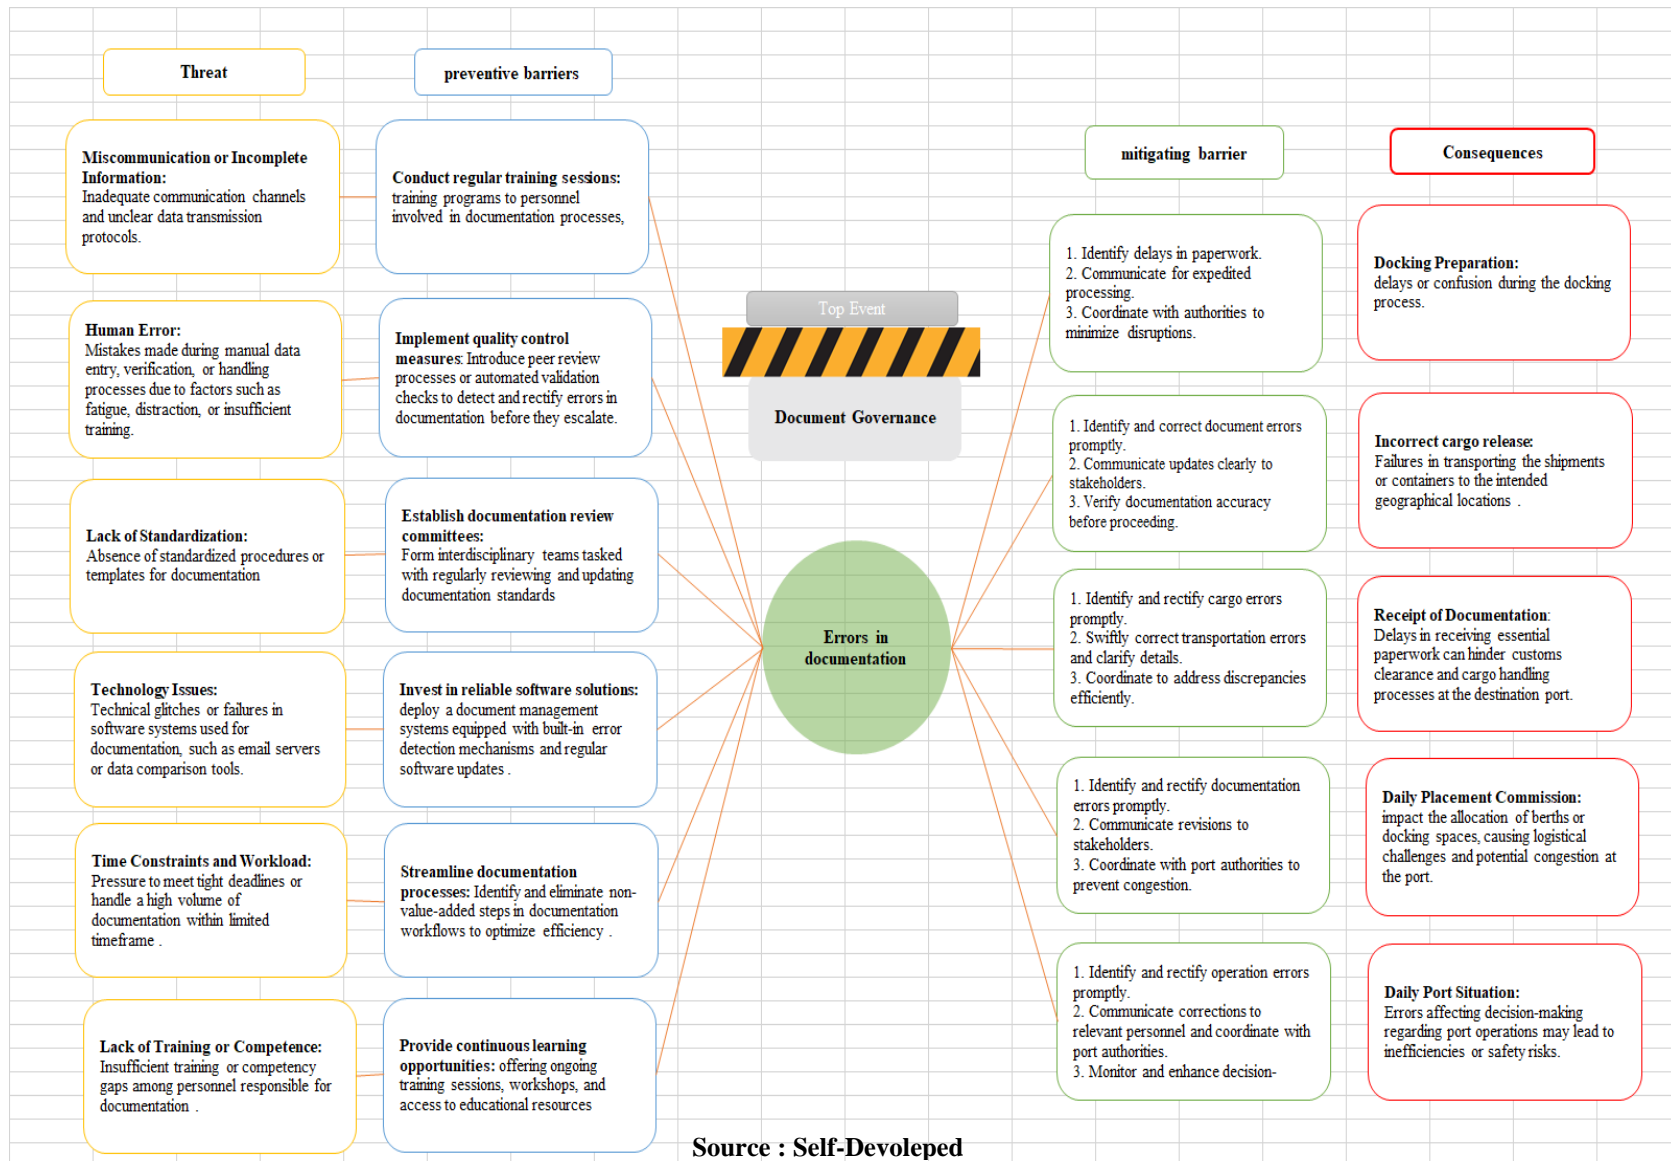 Threat
preventive barriers
Miscommunication or Incomplete
Information:
Inadequate communication channels
and unclear data transmission
protocols.
Conduct regular training sessions:
training programs to personnel
involved in documentation processes,
Human Error:
Mistakes made during manual data
entry, verification, or handling
processes due to factors such as
fatigue, distraction, or insufficient
training.
Implement quality control
measures: Introduce peer review
processes or automated validation
checks to detect and rectify errors in
documentation before they escalate.
Lack of Standardization:
Absence of standardized procedures or
templates for documentation
Establish documentation review
committees:
Form interdisciplinary teams tasked
with regularly reviewing and updating
documentation standards
Technology Issues:
Technical glitches or failures in
software systems used for
documentation, such as email servers
or data comparison tools.
Invest in reliable software solutions:
deploy a document management
systems equipped with built-in error
detection mechanisms and regular
software updates .
Time Constraints and Workload:
Pressure to meet tight deadlines or
handle a high volume of
documentation within limited
timeframe .
Streamline documentation
processes: Identify and eliminate non-
value-added steps in documentation
workflows to optimize efficiency .
Lack of Training or Competence:
Insufficient training or competency
gaps among personnel responsible for
documentation .
Provide continuous learning
opportunities: offering ongoing
training sessions, workshops, and
access to educational resources
Top Event
Document Governance
Errors in
documentation
mitigating barrier
Consequences
1. Identify delays in paperwork.
2. Communicate for expedited
processing.
3. Coordinate with authorities to
minimize disruptions.
Docking Preparation:
delays or confusion during the docking
process.
1. Identify and correct document errors
promptly.
2. Communicate updates clearly to
stakeholders.
3. Verify documentation accuracy
before proceeding.
Incorrect cargo release:
Failures in transporting the shipments
or containers to the intended
geographical locations .
1. Identify and rectify cargo errors
promptly.
2. Swiftly correct transportation errors
and clarify details.
3. Coordinate to address discrepancies
efficiently.
Receipt of Documentation:
Delays in receiving essential
paperwork can hinder customs
clearance and cargo handling
processes at the destination port.
1. Identify and rectify documentation
errors promptly.
2. Communicate revisions to
stakeholders.
3. Coordinate with port authorities to
prevent congestion.
Daily Placement Commission:
impact the allocation of berths or
docking spaces, causing logistical
challenges and potential congestion at
the port.
1. Identify and rectify operation errors
promptly.
2. Communicate corrections to
relevant personnel and coordinate with
port authorities.
3. Monitor and enhance decision-
Daily Port Situation:
Errors affecting decision-making
regarding port operations may lead to
inefficiencies or safety risks.
Source : Self-Devoleped